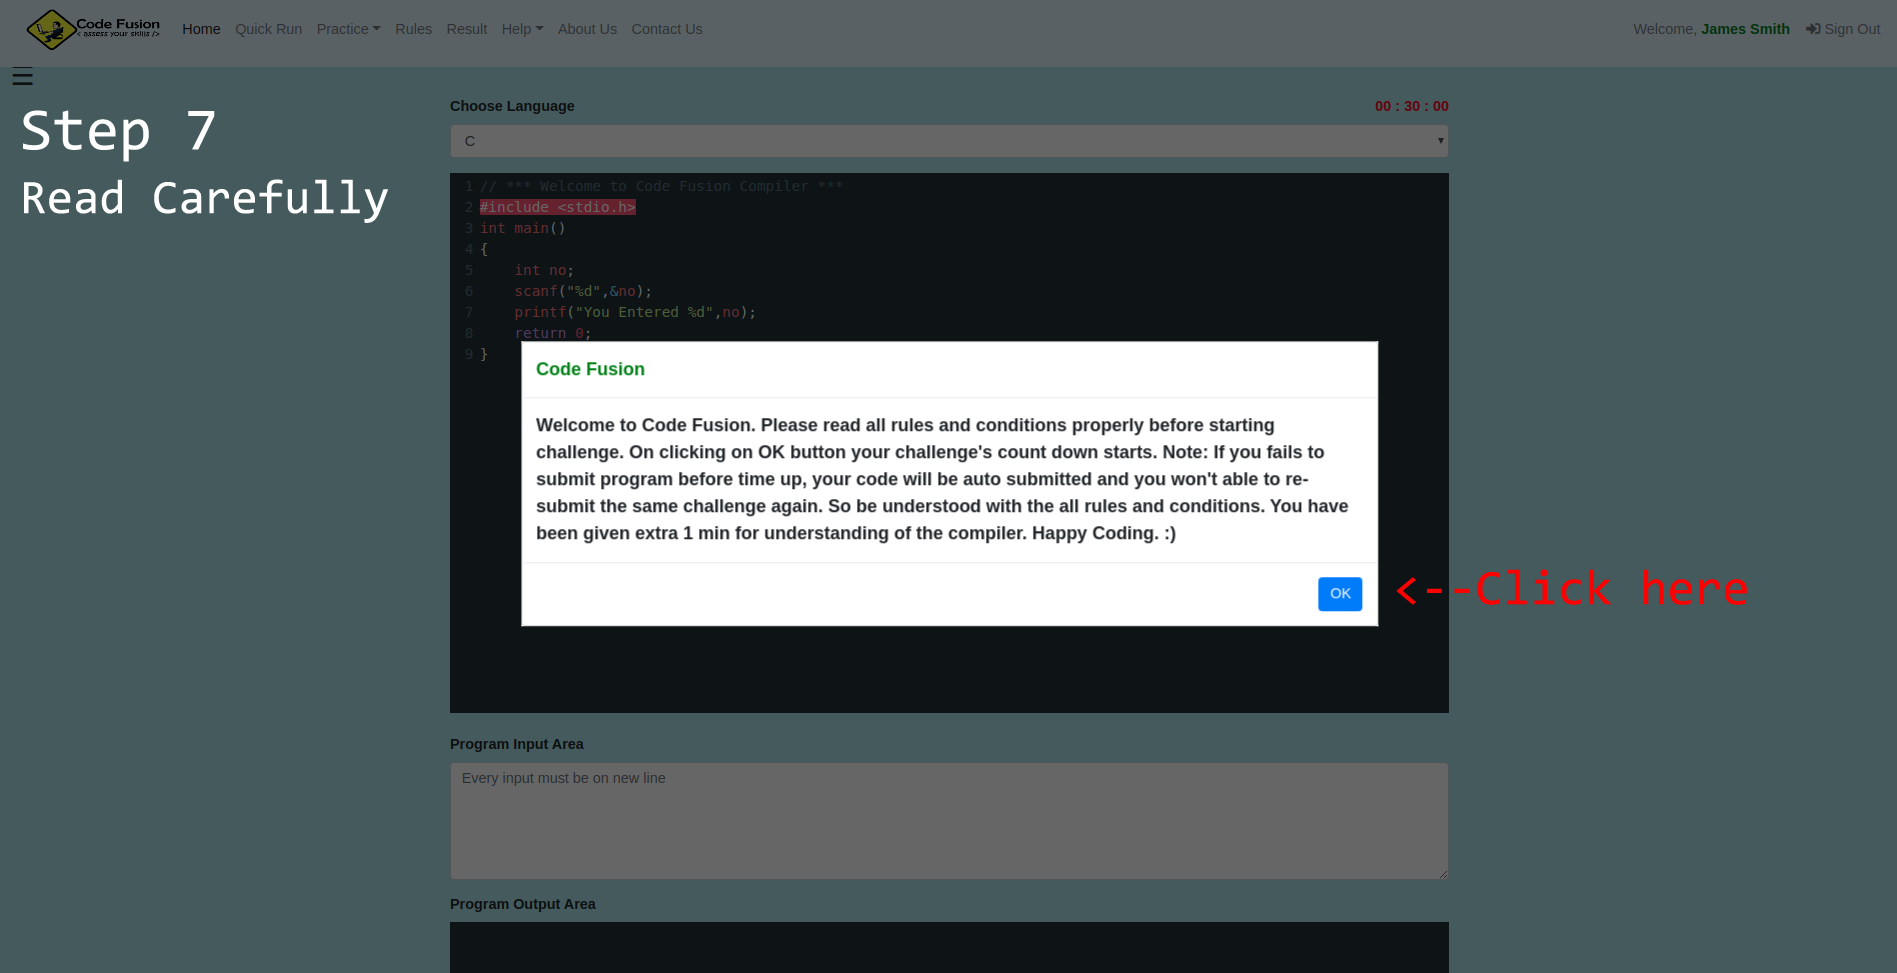 Code Fusion
< assess your skills />
Home Quick Run Practice Rules Result Help About Us Contact Us
Welcome, James Smith Sign Out
Step 7
Read Carefully
Choose Language 00 : 30 : 00
C
1 // *** Welcome to Code Fusion Compiler ***
2 #include <stdio.h>
3 int main()
4 {
5 int no;
6 scanf("%d",&no);
7 printf("You Entered %d",no);
8 return 0;
9 }
Code Fusion
Welcome to Code Fusion. Please read all rules and conditions properly before starting
challenge. On clicking on OK button your challenge's count down starts. Note: If you fails to
submit program before time up, your code will be auto submitted and you won't able to re-
submit the same challenge again. So be understood with the all rules and conditions. You have
been given extra 1 min for understanding of the compiler. Happy Coding. :)
OK
<--Click here
Program Input Area
Every input must be on new line
Program Output Area